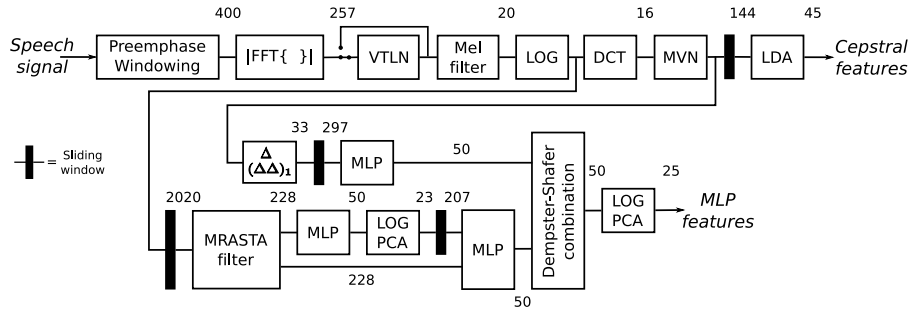 400 257 20 16 144 45
Speech signal
Preemphase Windowing
|FFT{ }|
VTLN
Mel filter
LOG
DCT
MVN
LDA
Cepstral features
= Sliding window
Δ
(ΔΔ)₁
33 297
MLP
50
Dempster-Shafer combination
50 25
LOG PCA
MLP features
2020
MRASTA filter
228 50 23 207
MLP
LOG PCA
MLP
228
50